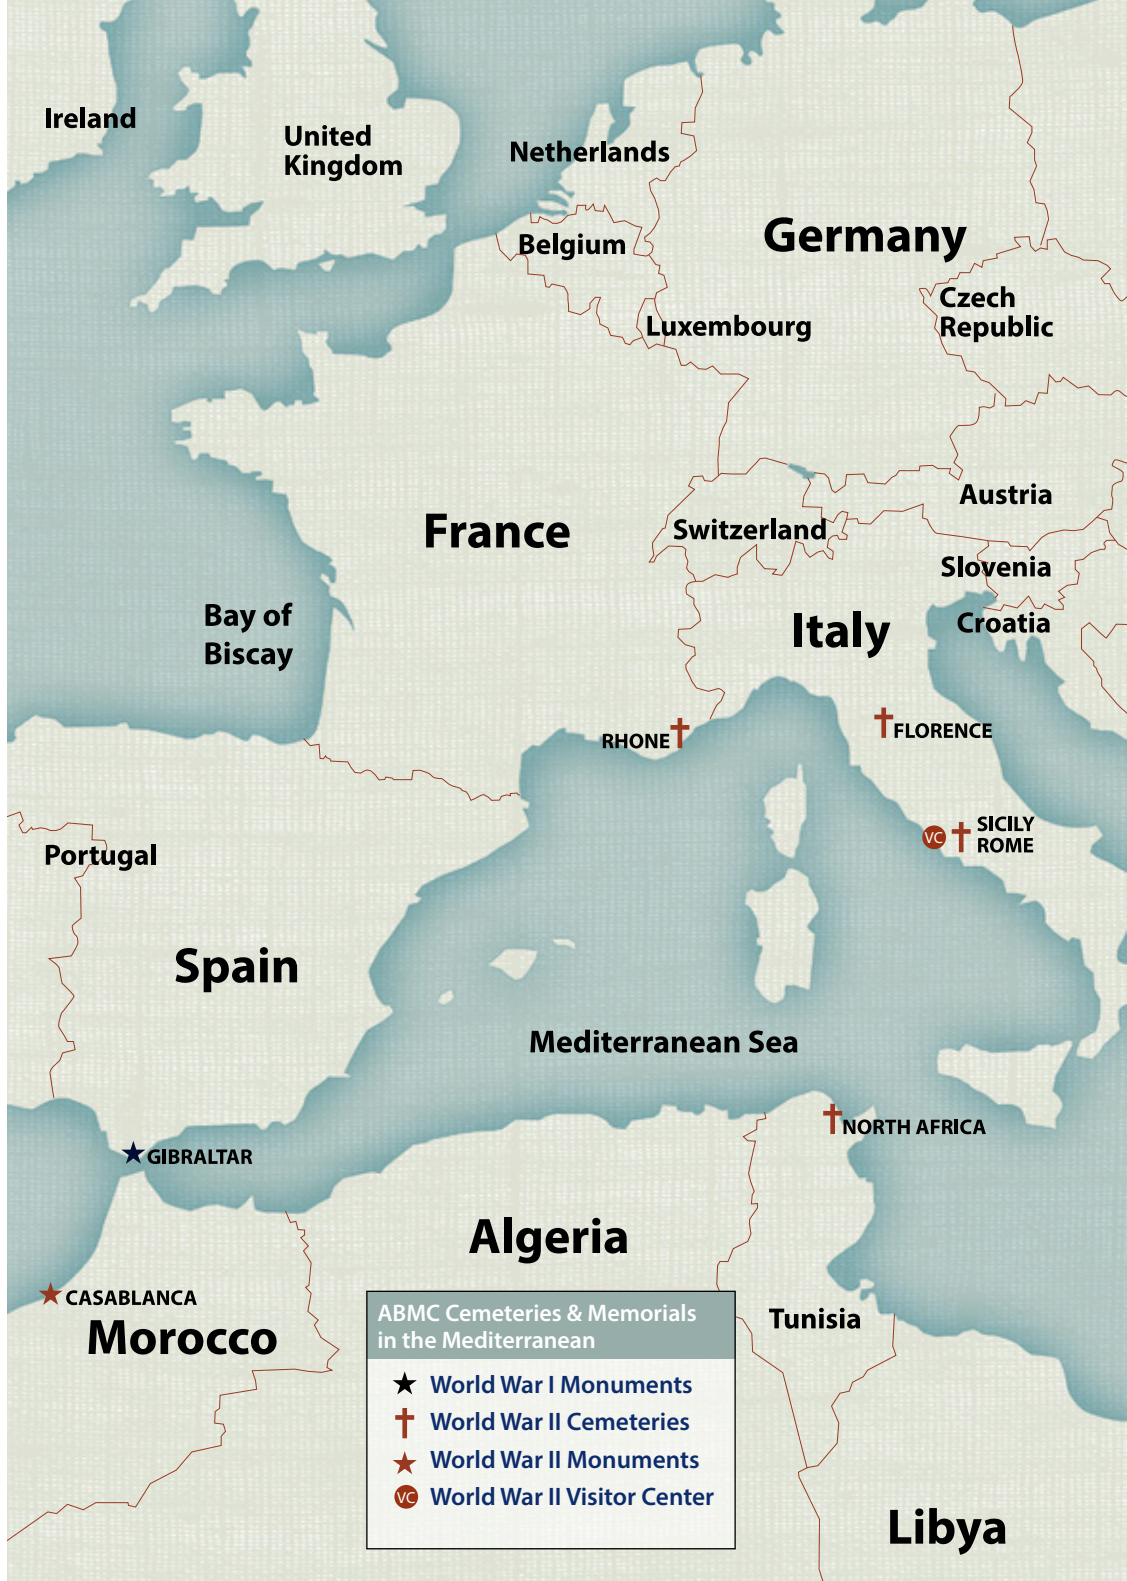 Ireland
United
Kingdom
Netherlands
Belgium
Germany
Czech
Republic
Luxembourg
Austria
France
Switzerland
Slovenia
Bay of
Biscay
Italy
Croatia
RHONE
FLORENCE
VC
SICILY
ROME
Portugal
Spain
Mediterranean Sea
NORTH AFRICA
GIBRALTAR
Algeria
CASABLANCA
Morocco
Tunisia
ABMC Cemeteries & Memorials
in the Mediterranean
World War I Monuments
World War II Cemeteries
World War II Monuments
VC World War II Visitor Center
Libya